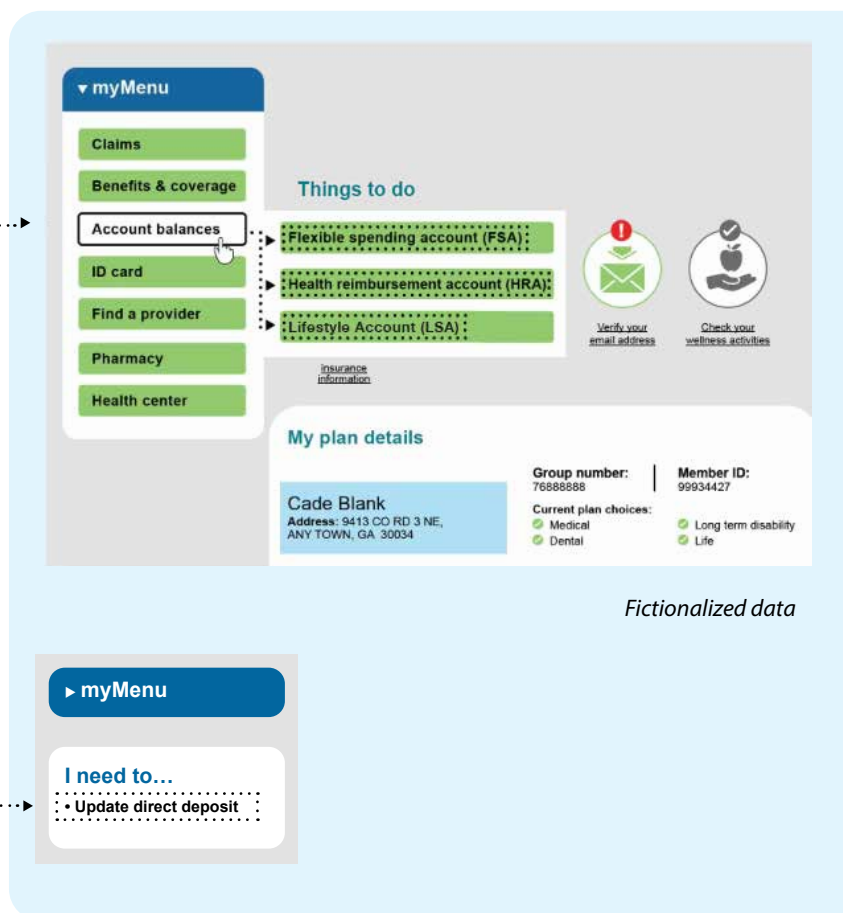 ▾ myMenu
Claims
Benefits & coverage
Account balances
ID card
Find a provider
Pharmacy
Health center
Things to do
Flexible spending account (FSA)
Health reimbursement account (HRA)
Lifestyle Account (LSA)
insurance
information
!
Verify your
email address
Check your
wellness activities
My plan details
Cade Blank
Address: 9413 CO RD 3 NE,
ANY TOWN, GA 30034
Group number:
76888888
Member ID:
99934427
Current plan choices:
Medical
Dental
Long term disability
Life
Fictionalized data
▸ myMenu
I need to…
• Update direct deposit